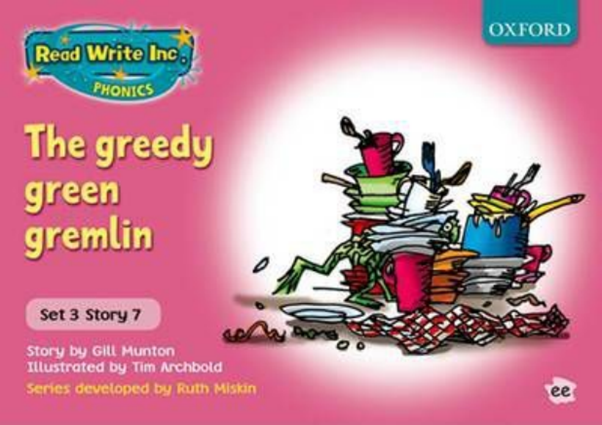 OXFORD
Read Write Inc.
PHONICS
The greedy
green
gremlin
Set 3 Story 7
Story by Gill Munton
Illustrated by Tim Archbold
Series developed by Ruth Miskin
ee